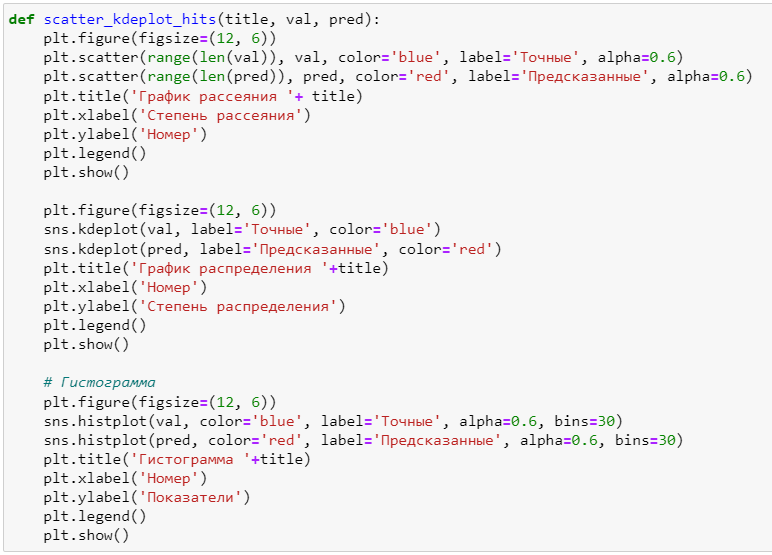 def scatter_kdeplot_hits(title, val, pred):
    plt.figure(figsize=(12, 6))
    plt.scatter(range(len(val)), val, color='blue', label='Точные', alpha=0.6)
    plt.scatter(range(len(pred)), pred, color='red', label='Предсказанные', alpha=0.6)
    plt.title('График рассеяния '+ title)
    plt.xlabel('Степень рассеяния')
    plt.ylabel('Номер')
    plt.legend()
    plt.show()

    plt.figure(figsize=(12, 6))
    sns.kdeplot(val, label='Точные', color='blue')
    sns.kdeplot(pred, label='Предсказанные', color='red')
    plt.title('График распределения '+title)
    plt.xlabel('Номер')
    plt.ylabel('Степень распределения')
    plt.legend()
    plt.show()

    # Гистограмма
    plt.figure(figsize=(12, 6))
    sns.histplot(val, color='blue', label='Точные', alpha=0.6, bins=30)
    sns.histplot(pred, color='red', label='Предсказанные', alpha=0.6, bins=30)
    plt.title('Гистограмма '+title)
    plt.xlabel('Номер')
    plt.ylabel('Показатели')
    plt.legend()
    plt.show()